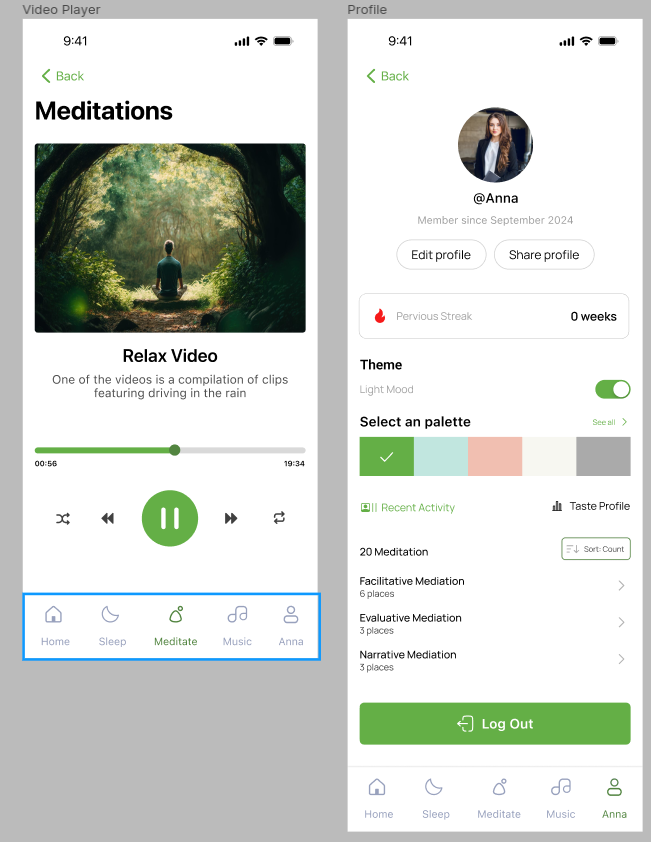 Video Player
9:41
Back
Meditations
Relax Video
One of the videos is a compilation of clips
featuring driving in the rain
00:56
19:34
Home
Sleep
Meditate
Music
Anna
Profile
9:41
Back
@Anna
Member since September 2024
Edit profile
Share profile
Pervious Streak
0 weeks
Theme
Light Mood
Select an palette
See all
Recent Activity
Taste Profile
20 Meditation
Sort: Count
Facilitative Mediation
6 places
Evaluative Mediation
3 places
Narrative Mediation
3 places
Log Out
Home
Sleep
Meditate
Music
Anna